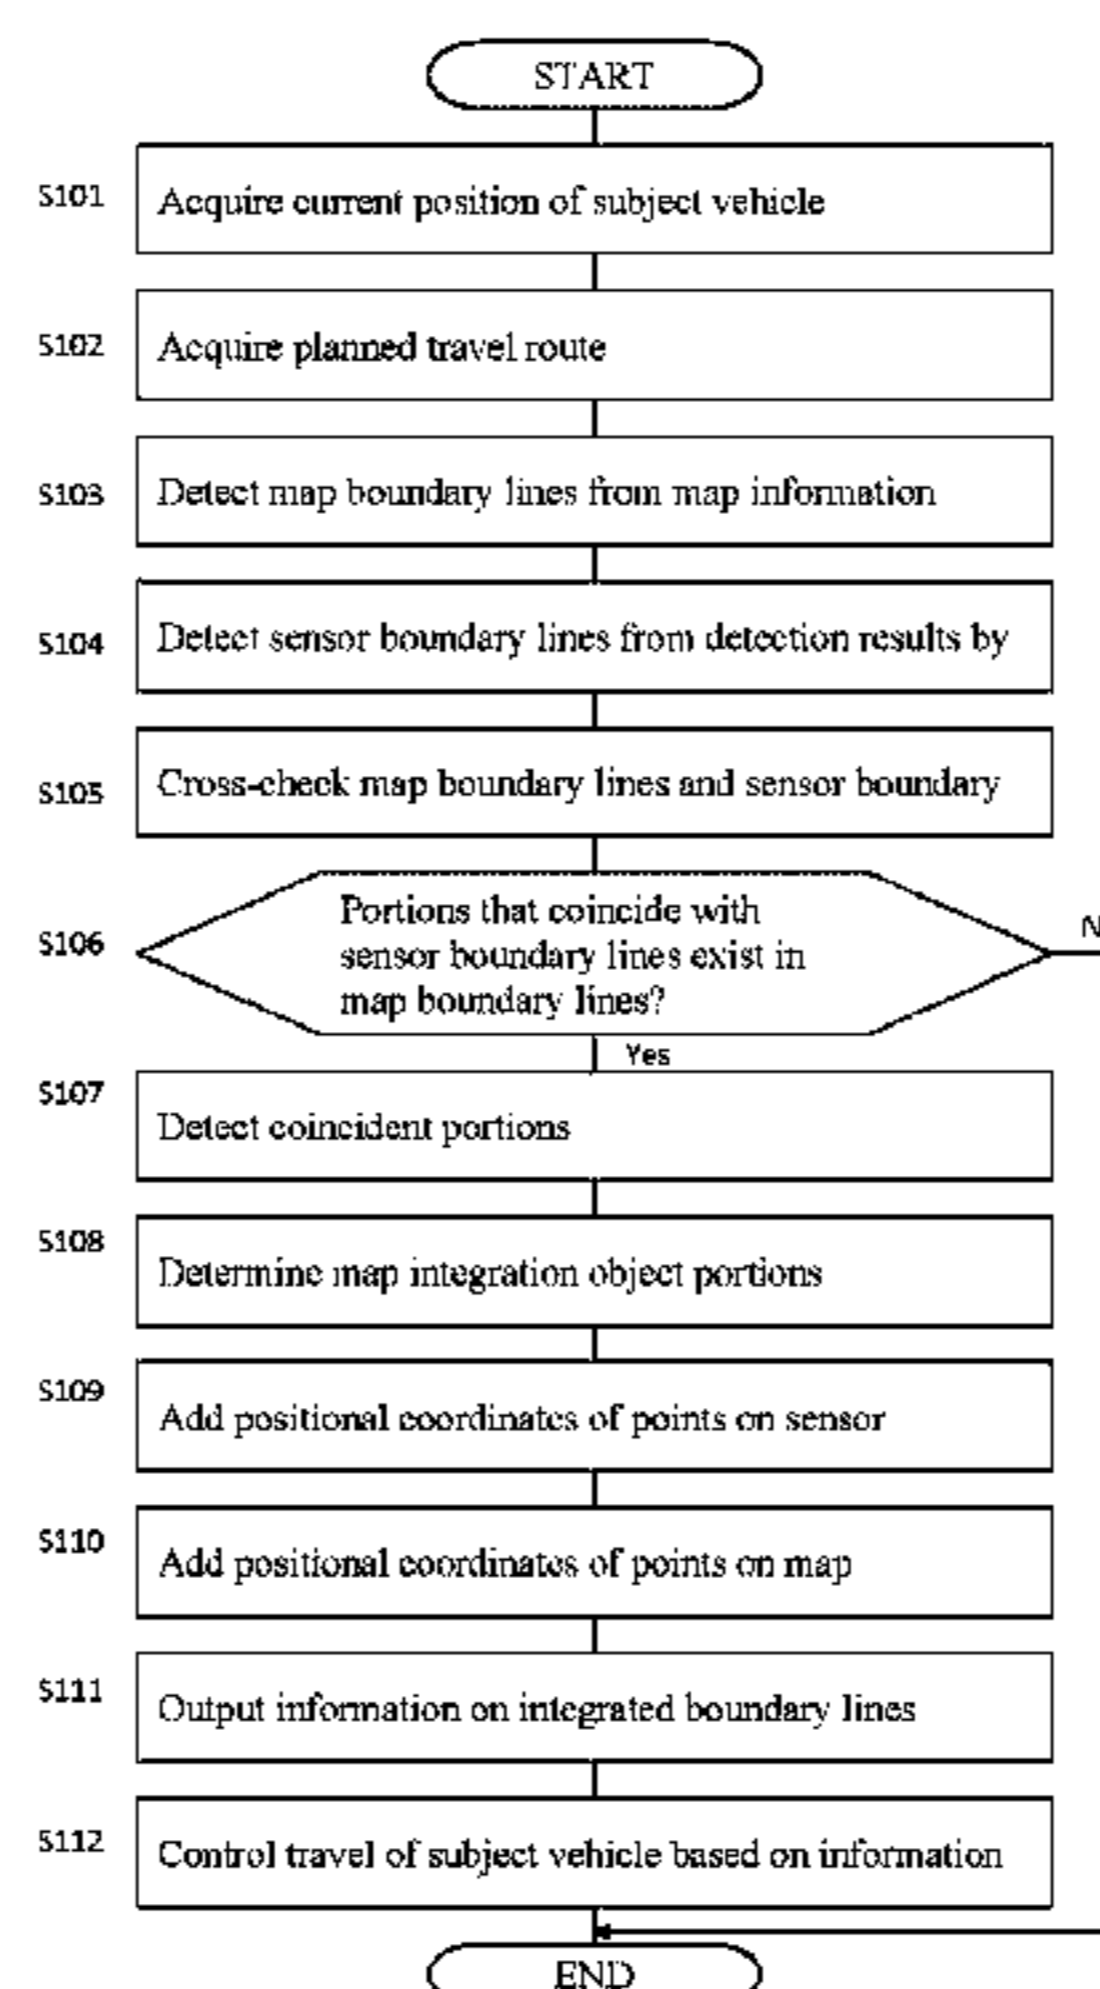 START
S101
Acquire current position of subject vehicle
S102
Acquire planned travel route
S103
Detect map boundary lines from map information
S104
Detect sensor boundary lines from detection results by
S105
Cross-check map boundary lines and sensor boundary
S106
Portions that coincide with
sensor boundary lines exist in
map boundary lines?
N
Yes
S107
Detect coincident portions
S108
Determine map integration object portions
S109
Add positional coordinates of points on sensor
S110
Add positional coordinates of points on map
S111
Output information on integrated boundary lines
S112
Control travel of subject vehicle based on information
END